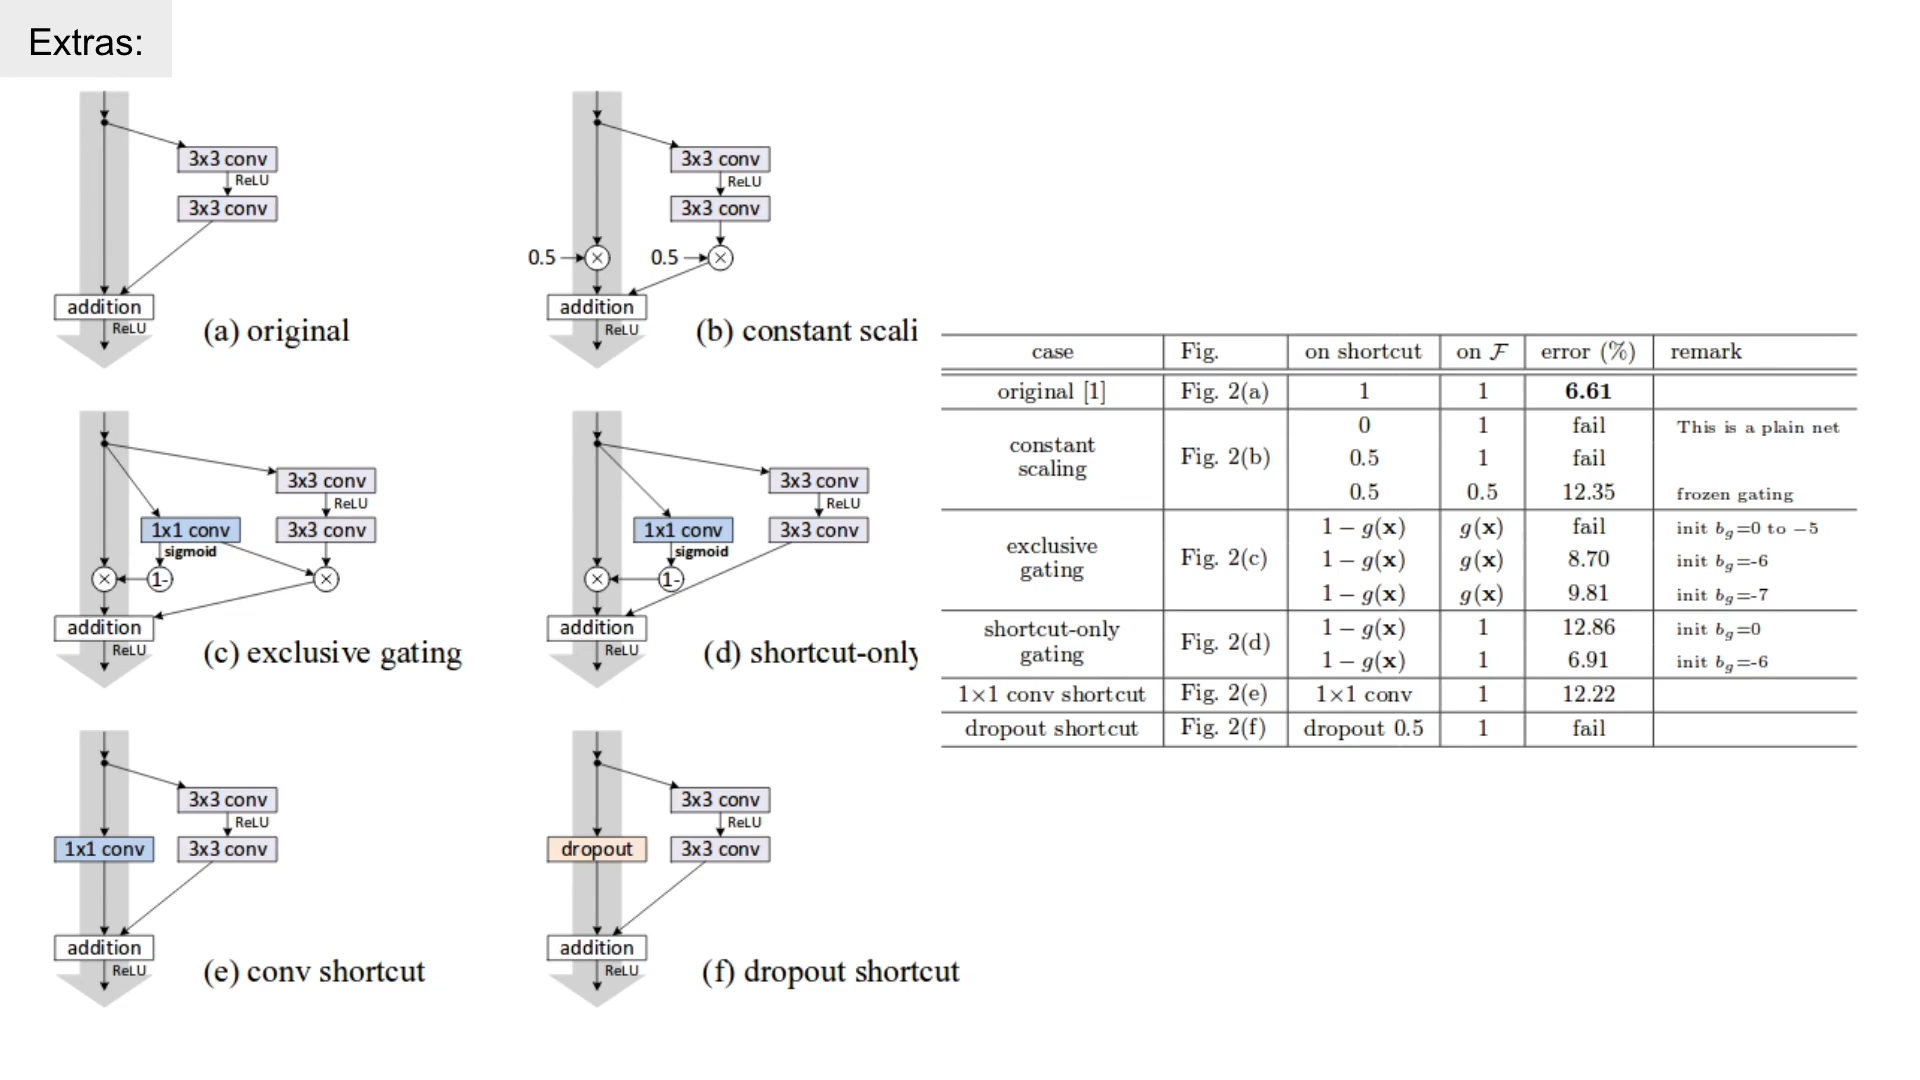 Extras:
3x3 conv
ReLU
3x3 conv
addition
ReLU
(a) original
3x3 conv
ReLU
3x3 conv
0.5
0.5
addition
ReLU
(b) constant scali
3x3 conv
ReLU
1x1 conv
3x3 conv
sigmoid
1-
addition
ReLU
(c) exclusive gating
3x3 conv
ReLU
1x1 conv
3x3 conv
sigmoid
1-
addition
ReLU
(d) shortcut-only
3x3 conv
ReLU
1x1 conv
3x3 conv
addition
ReLU
(e) conv shortcut
3x3 conv
ReLU
dropout
3x3 conv
addition
ReLU
(f) dropout shortcut
case Fig. on shortcut on F error (%) remark
original [1] Fig. 2(a) 1 1 6.61
constant scaling Fig. 2(b) 0 1 fail This is a plain net
0.5 1 fail
0.5 0.5 12.35 frozen gating
exclusive gating Fig. 2(c) 1 − g(x) g(x) fail init b_g=0 to −5
1 − g(x) g(x) 8.70 init b_g=-6
1 − g(x) g(x) 9.81 init b_g=-7
shortcut-only gating Fig. 2(d) 1 − g(x) 1 12.86 init b_g=0
1 − g(x) 1 6.91 init b_g=-6
1×1 conv shortcut Fig. 2(e) 1×1 conv 1 12.22
dropout shortcut Fig. 2(f) dropout 0.5 1 fail